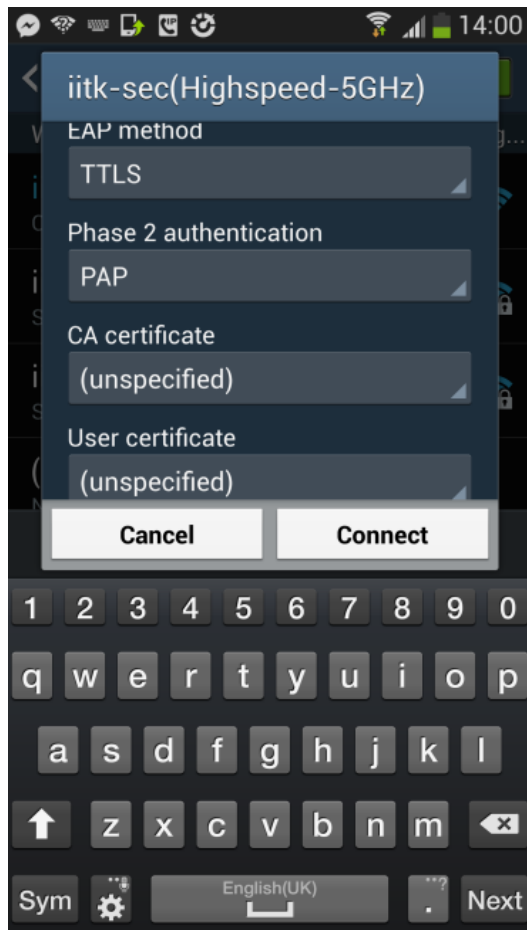 14:00
iitk-sec(Highspeed-5GHz)
EAP method
TTLS
Phase 2 authentication
PAP
CA certificate
(unspecified)
User certificate
(unspecified)
Cancel Connect
1 2 3 4 5 6 7 8 9 0
q w e r t y u i o p
a s d f g h j k l
z x c v b n m
Sym English(UK) . Next